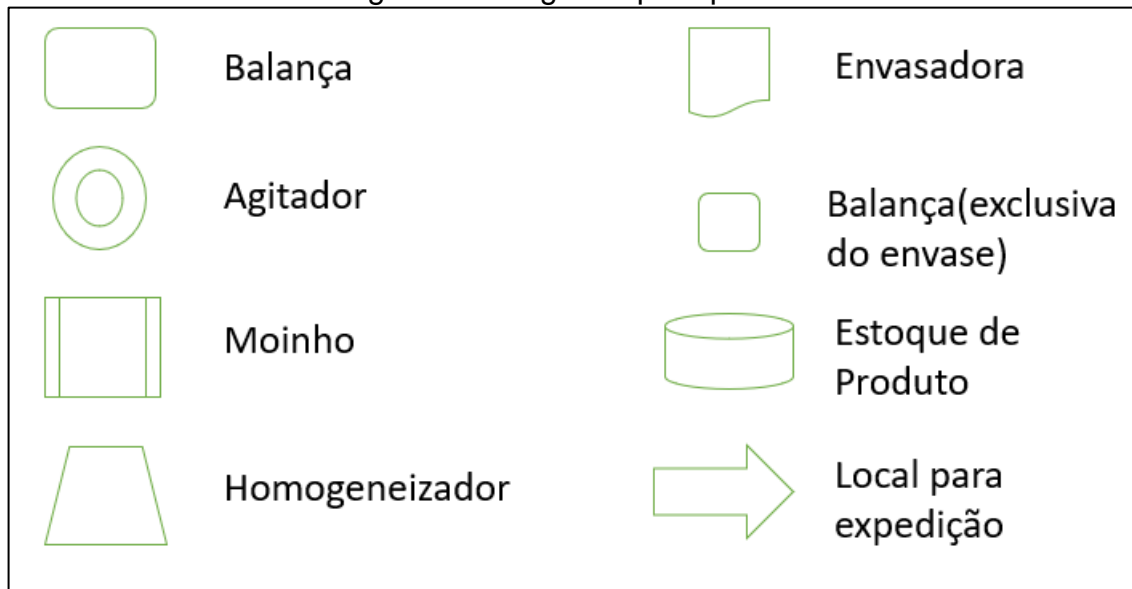 Balança
Agitador
Moinho
Homogeneizador
Envasadora
Balança(exclusiva
do envase)
Estoque de
Produto
Local para
expedição